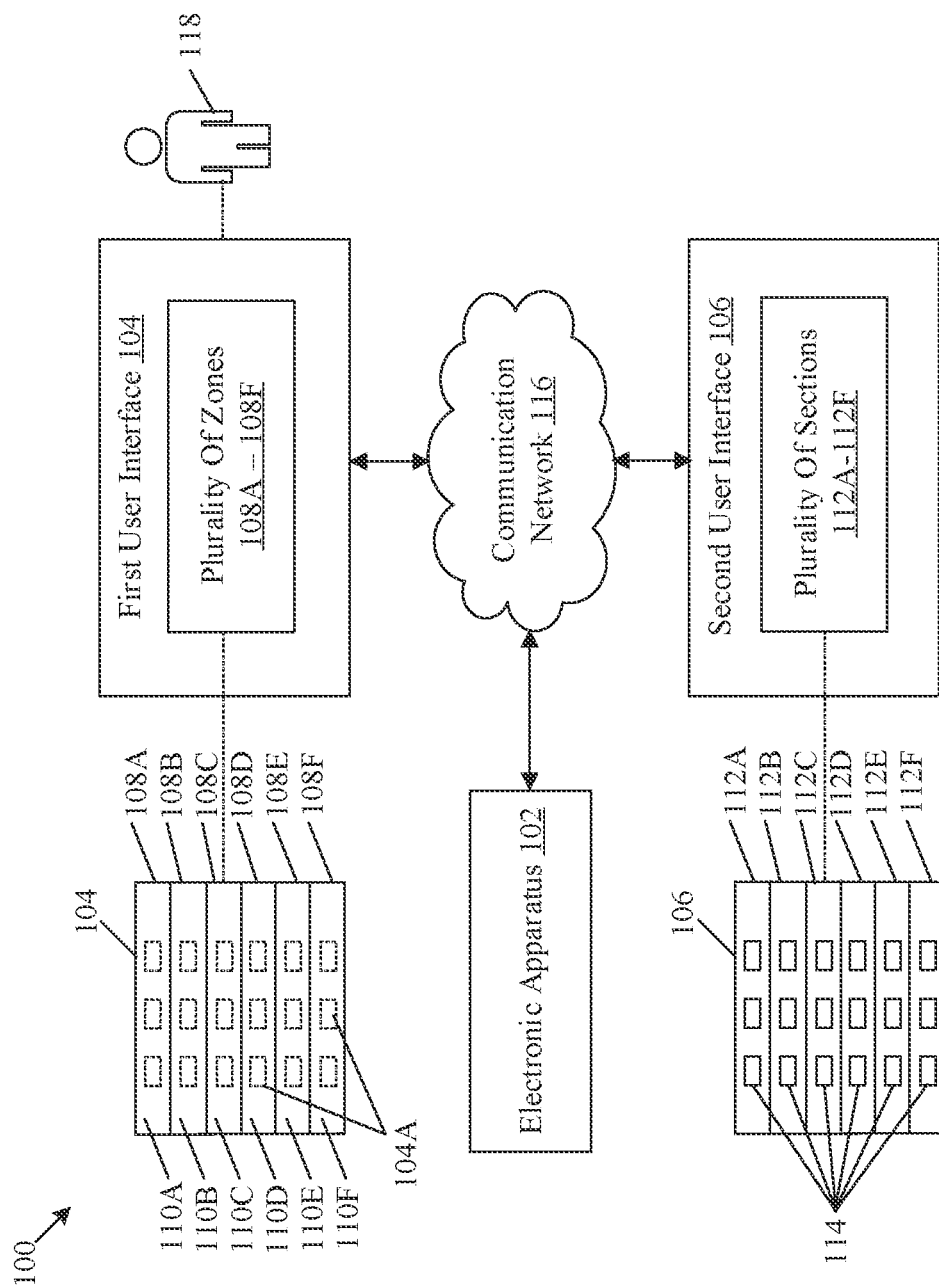 100
104
110A
110B
110C
110D
110E
110F
104A
108A
108B
108C
108D
108E
108F
First User Interface 104
Plurality Of Zones
108A – 108F
118
Electronic Apparatus 102
Communication
Network 116
106
114
112A
112B
112C
112D
112E
112F
Second User Interface 106
Plurality Of Sections
112A-112F